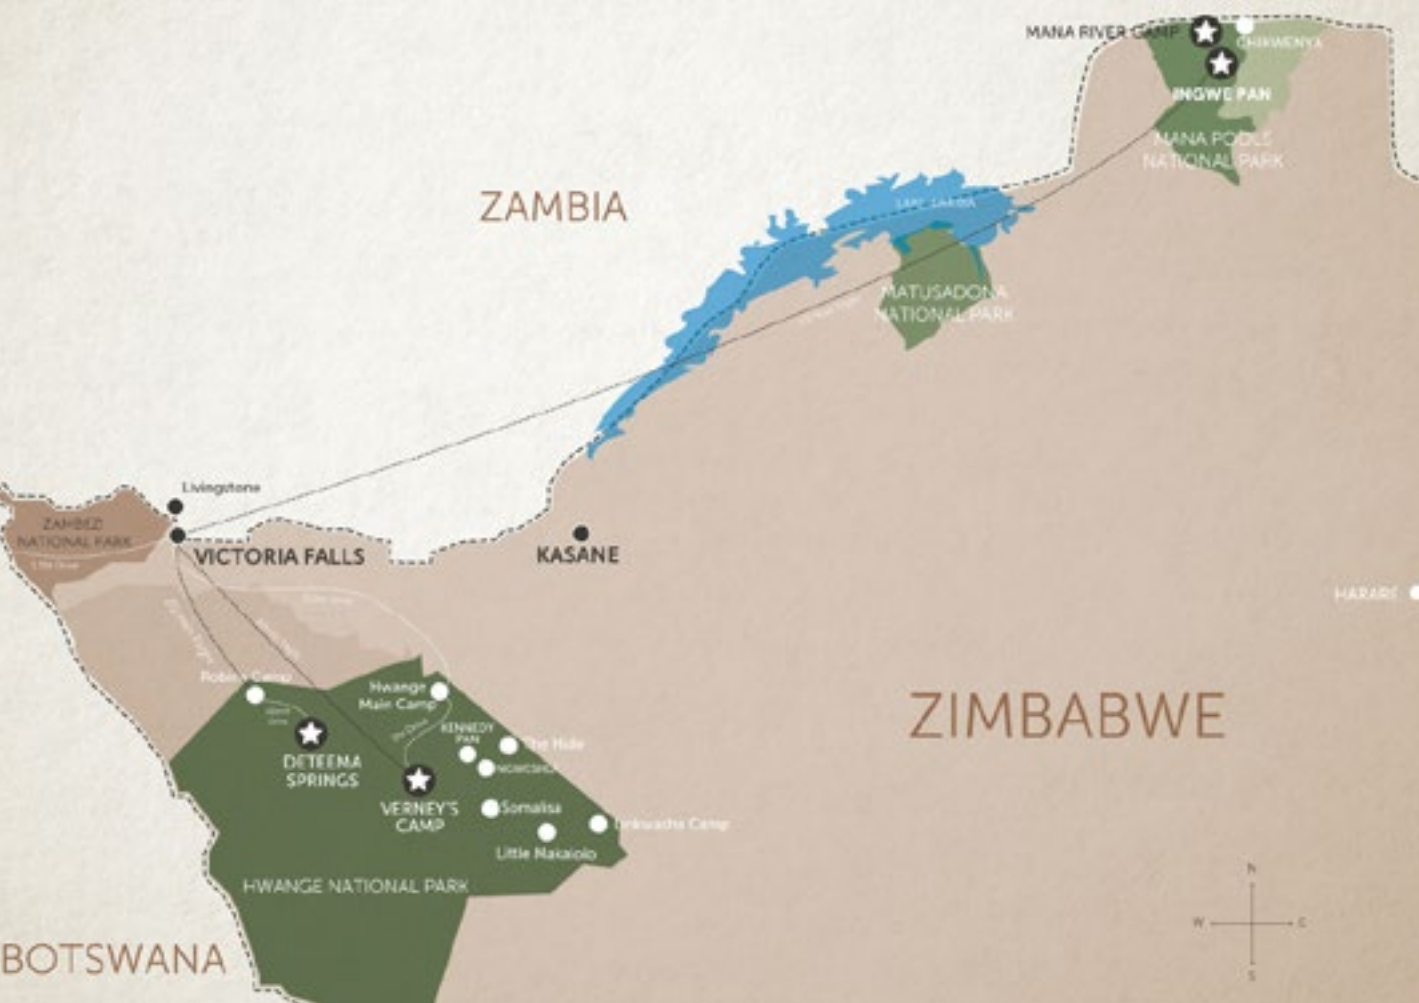 MANA RIVER CAMP
CHIKWENYA
INGWE PAN
MANA POOLS
NATIONAL PARK
ZAMBIA
LAKE KARIBA
MATUSADONA
NATIONAL PARK
Livingstone
ZAMBEZI
NATIONAL PARK
VICTORIA FALLS
KASANE
HARARE
Robins Camp
Hwange
Main Camp
ZIMBABWE
KENNEDY
PAN
The Hide
DETEEMA
SPRINGS
VERNEY'S
CAMP
Somalisa
Linkwasha Camp
Little Makalolo
HWANGE NATIONAL PARK
BOTSWANA
N
W
E
S